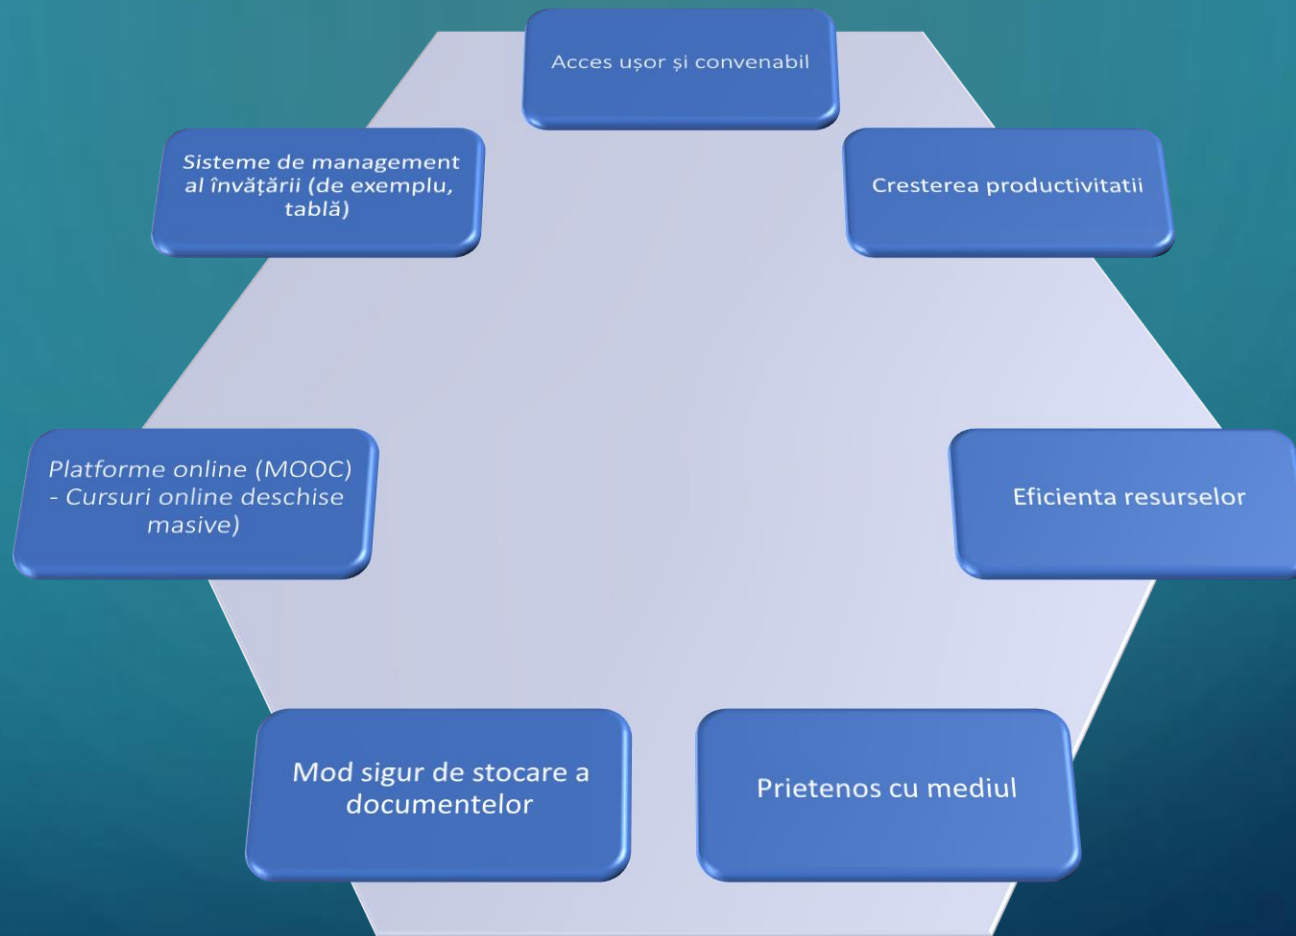 Acces ușor și convenabil
Cresterea productivitatii
Eficienta resurselor
Prietenos cu mediul
Mod sigur de stocare a
documentelor
Platforme online (MOOC)
- Cursuri online deschise
masive)
Sisteme de management
al învățării (de exemplu,
tablă)